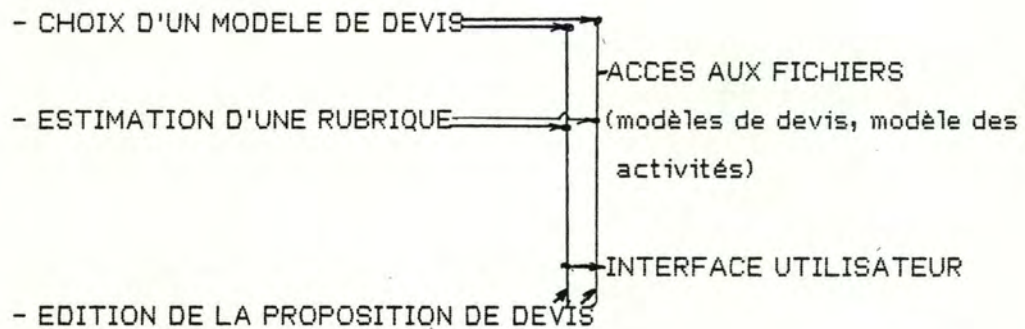 - CHOIX D'UN MODELE DE DEVIS
ACCES AUX FICHIERS
- ESTIMATION D'UNE RUBRIQUE
(modèles de devis, modèle des
activités)
INTERFACE UTILISATEUR
- EDITION DE LA PROPOSITION DE DEVIS